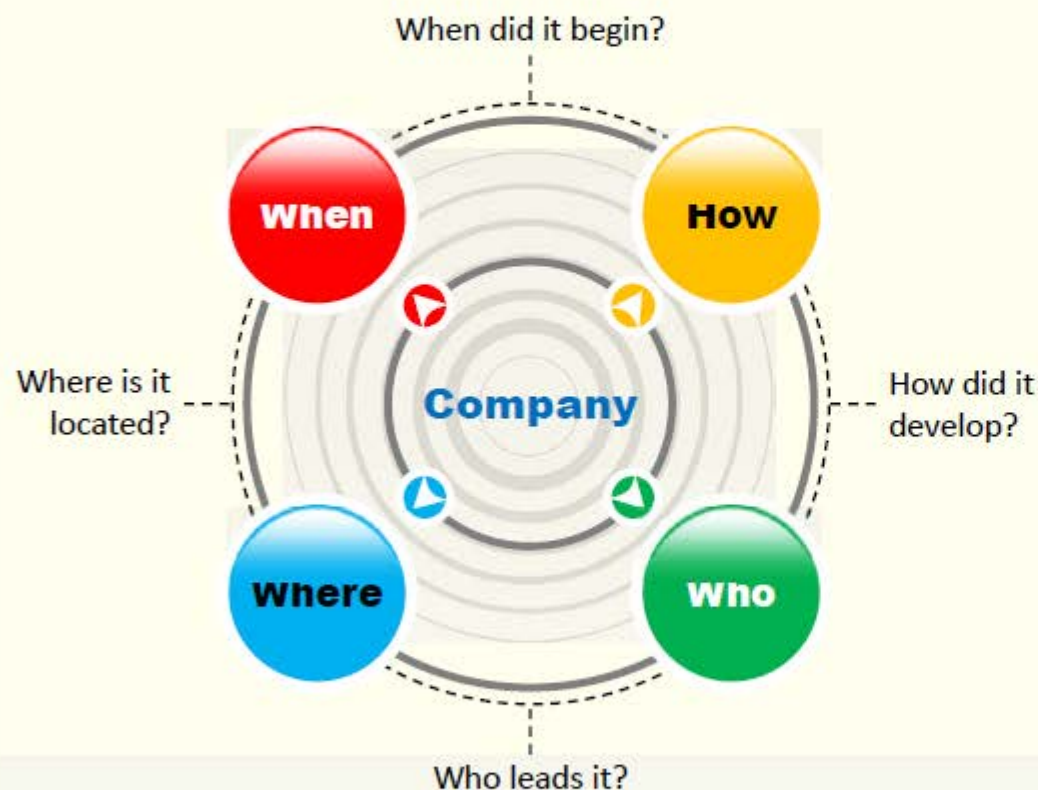 When did it begin?
When
How
Where is it
located?
Company
How did it
develop?
Where
Who
Who leads it?